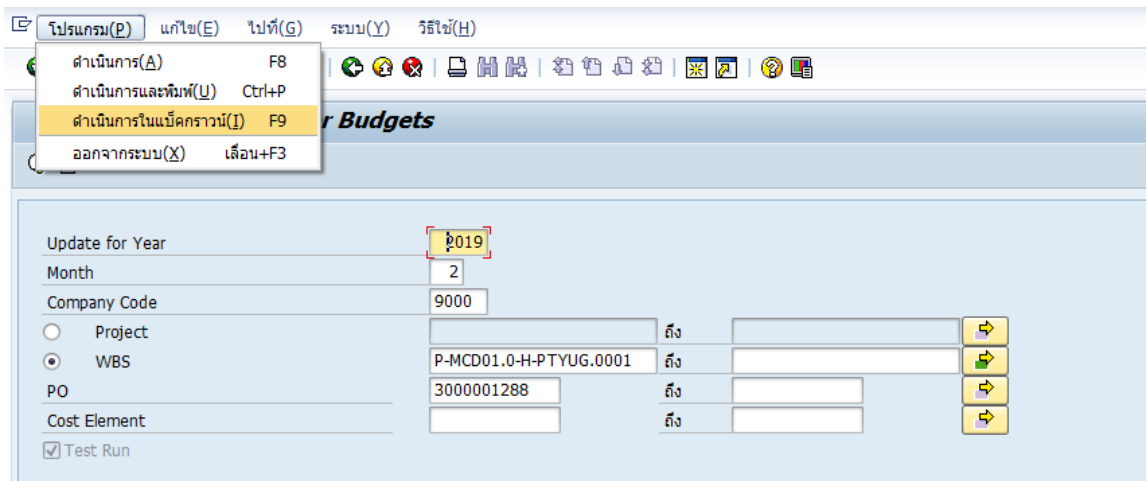 โปรแกรม(P) แก้ไข(E) ไปที่(G) ระบบ(Y) วิธีใช้(H)
ดำเนินการ(A) F8
ดำเนินการและพิมพ์(U) Ctrl+P
ดำเนินการในแบ็คกราวน์(I) F9
ออกจากระบบ(X) เลื่อน+F3
r Budgets
Update for Year 2019
Month 2
Company Code 9000
Project ถึง
WBS P-MCD01.0-H-PTYUG.0001 ถึง
PO 3000001288 ถึง
Cost Element ถึง
Test Run